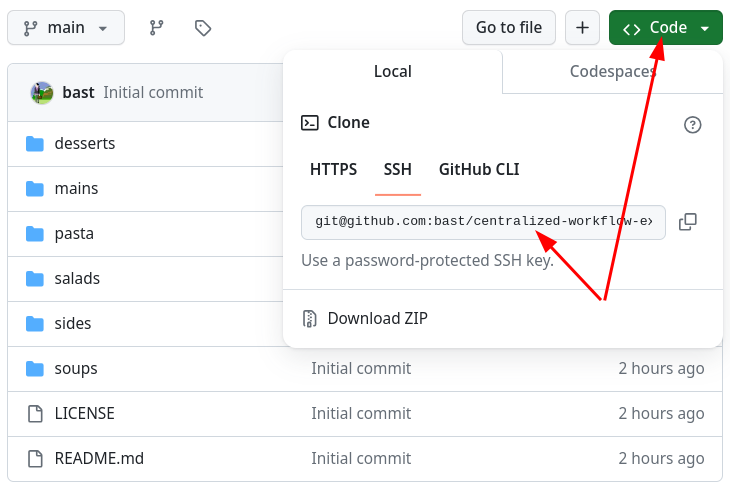 main
Go to file
Code
Local
Codespaces
bast Initial commit
Clone
HTTPS SSH GitHub CLI
git@github.com:bast/centralized-workflow-ex
Use a password-protected SSH key.
Download ZIP
desserts
mains
pasta
salads
sides
soups Initial commit 2 hours ago
LICENSE Initial commit 2 hours ago
README.md Initial commit 2 hours ago